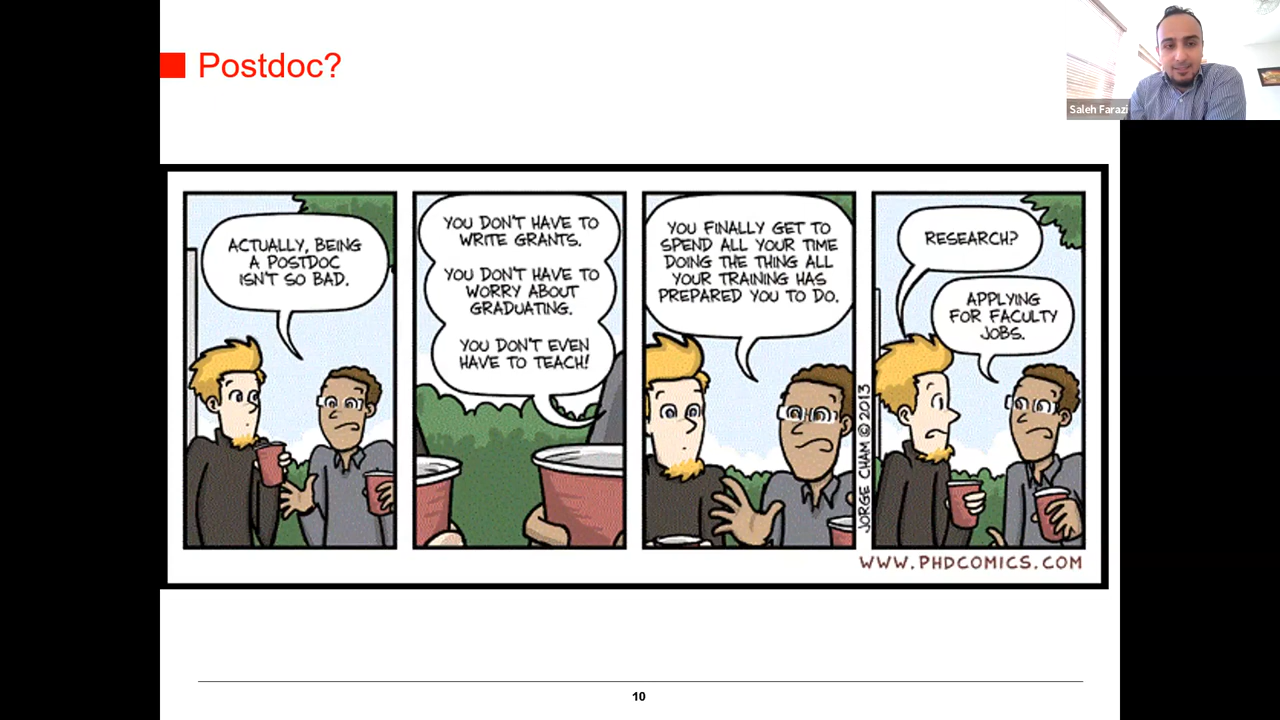 Postdoc?
Saleh Farazi
ACTUALLY, BEING
A POSTDOC
ISN'T SO BAD.
YOU DON'T HAVE TO
WRITE GRANTS.
YOU DON'T HAVE TO
WORRY ABOUT
GRADUATING.
YOU DON'T EVEN
HAVE TO TEACH!
YOU FINALLY GET TO
SPEND ALL YOUR TIME
DOING THE THING ALL
YOUR TRAINING HAS
PREPARED YOU TO DO.
RESEARCH?
APPLYING
FOR FACULTY
JOBS.
JORGE CHAM © 2013
WWW.PHDCOMICS.COM
10